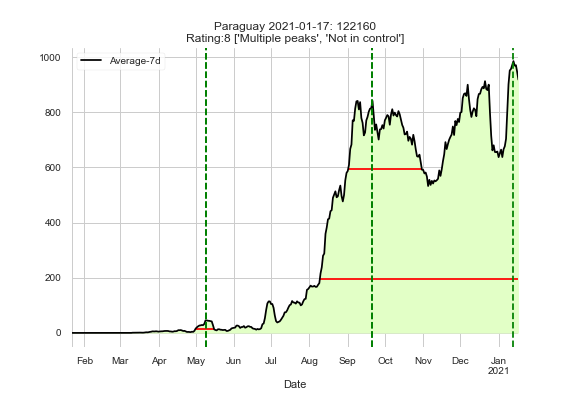 Paraguay 2021-01-17: 122160
Rating:8 ['Multiple peaks', 'Not in control']
Average-7d
1000
800
600
400
200
0
Feb Mar Apr May Jun Jul Aug Sep Oct Nov Dec Jan
2021
Date